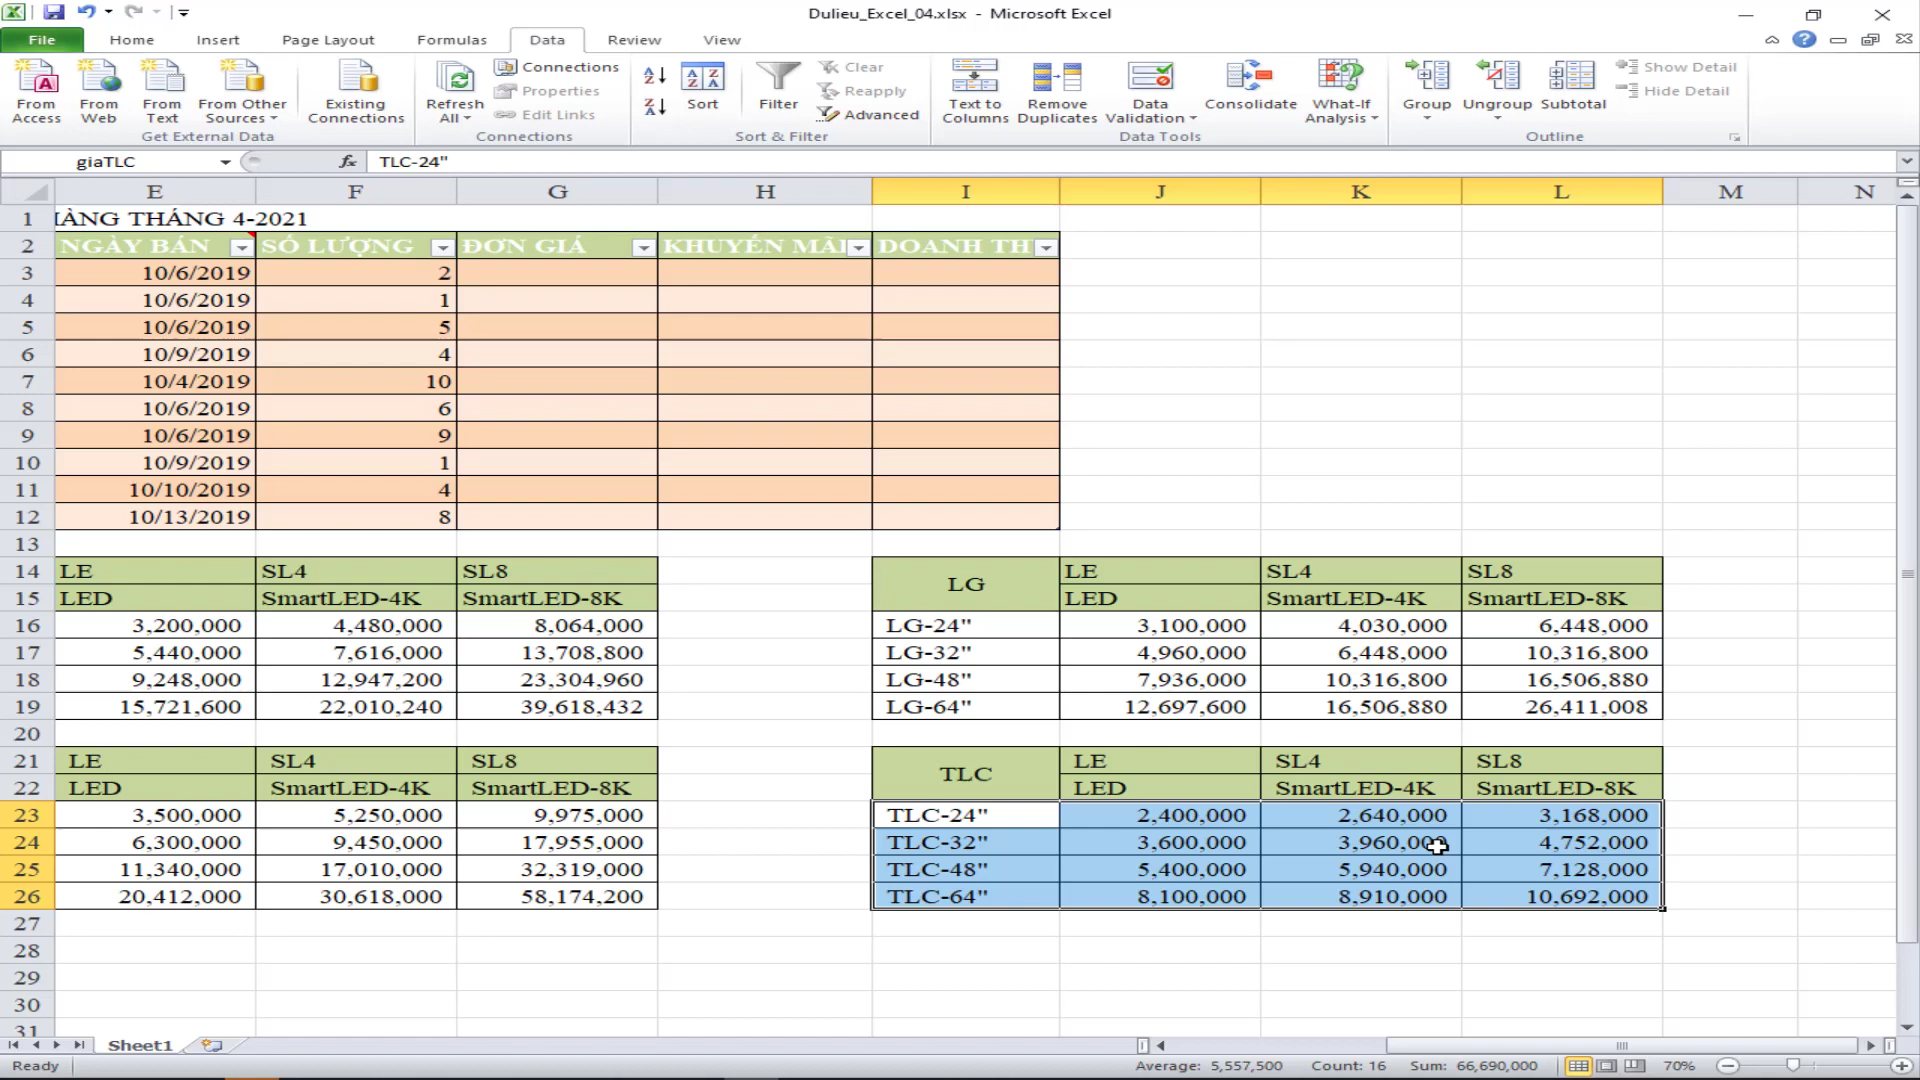 Dulieu_Excel_04.xlsx - Microsoft Excel
File Home Insert Page Layout Formulas Data Review View
From Access
From Web
From Text
From Other Sources
Existing Connections
Get External Data
Refresh All
Connections
Properties
Edit Links
Connections
Sort
Filter
Clear
Reapply
Advanced
Sort & Filter
Text to Columns
Remove Duplicates
Data Validation
Consolidate
What-If Analysis
Data Tools
Group
Ungroup
Subtotal
Show Detail
Hide Detail
Outline
giaTLC fx TLC-24"
E F G H I J K L M N
1 HÀNG THÁNG 4-2021
2 NGÀY BÁN SỐ LƯỢNG ĐƠN GIÁ KHUYẾN MÃI DOANH TH
3 10/6/2019 2
4 10/6/2019 1
5 10/6/2019 5
6 10/9/2019 4
7 10/4/2019 10
8 10/6/2019 6
9 10/6/2019 9
10 10/9/2019 1
11 10/10/2019 4
12 10/13/2019 8
13
14 LE SL4 SL8 LG LE SL4 SL8
15 LED SmartLED-4K SmartLED-8K LED SmartLED-4K SmartLED-8K
16 3,200,000 4,480,000 8,064,000 LG-24" 3,100,000 4,030,000 6,448,000
17 5,440,000 7,616,000 13,708,800 LG-32" 4,960,000 6,448,000 10,316,800
18 9,248,000 12,947,200 23,304,960 LG-48" 7,936,000 10,316,800 16,506,880
19 15,721,600 22,010,240 39,618,432 LG-64" 12,697,600 16,506,880 26,411,008
20
21 LE SL4 SL8 TLC LE SL4 SL8
22 LED SmartLED-4K SmartLED-8K LED SmartLED-4K SmartLED-8K
23 3,500,000 5,250,000 9,975,000 TLC-24" 2,400,000 2,640,000 3,168,000
24 6,300,000 9,450,000 17,955,000 TLC-32" 3,600,000 3,960,000 4,752,000
25 11,340,000 17,010,000 32,319,000 TLC-48" 5,400,000 5,940,000 7,128,000
26 20,412,000 30,618,000 58,174,200 TLC-64" 8,100,000 8,910,000 10,692,000
27
28
29
30
31
Sheet1
Ready Average: 5,557,500 Count: 16 Sum: 66,690,000 70%